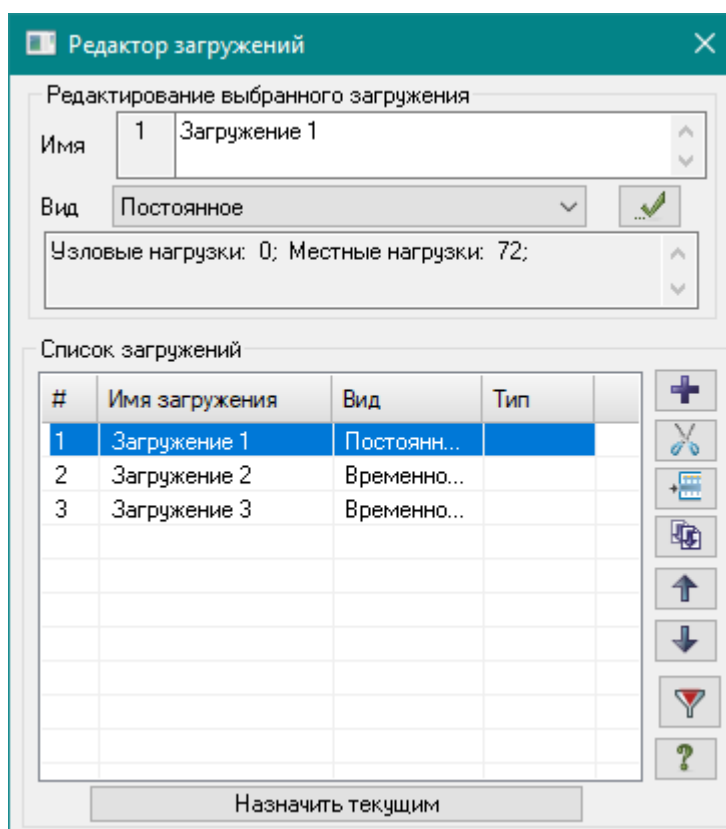 Редактор загружений
Редактирование выбранного загружения
Имя 1 Загружение 1
Вид Постоянное
Узловые нагрузки: 0; Местные нагрузки: 72;
Список загружений
# Имя загружения Вид Тип
1 Загружение 1 Постоянн...
2 Загружение 2 Временно...
3 Загружение 3 Временно...
Назначить текущим